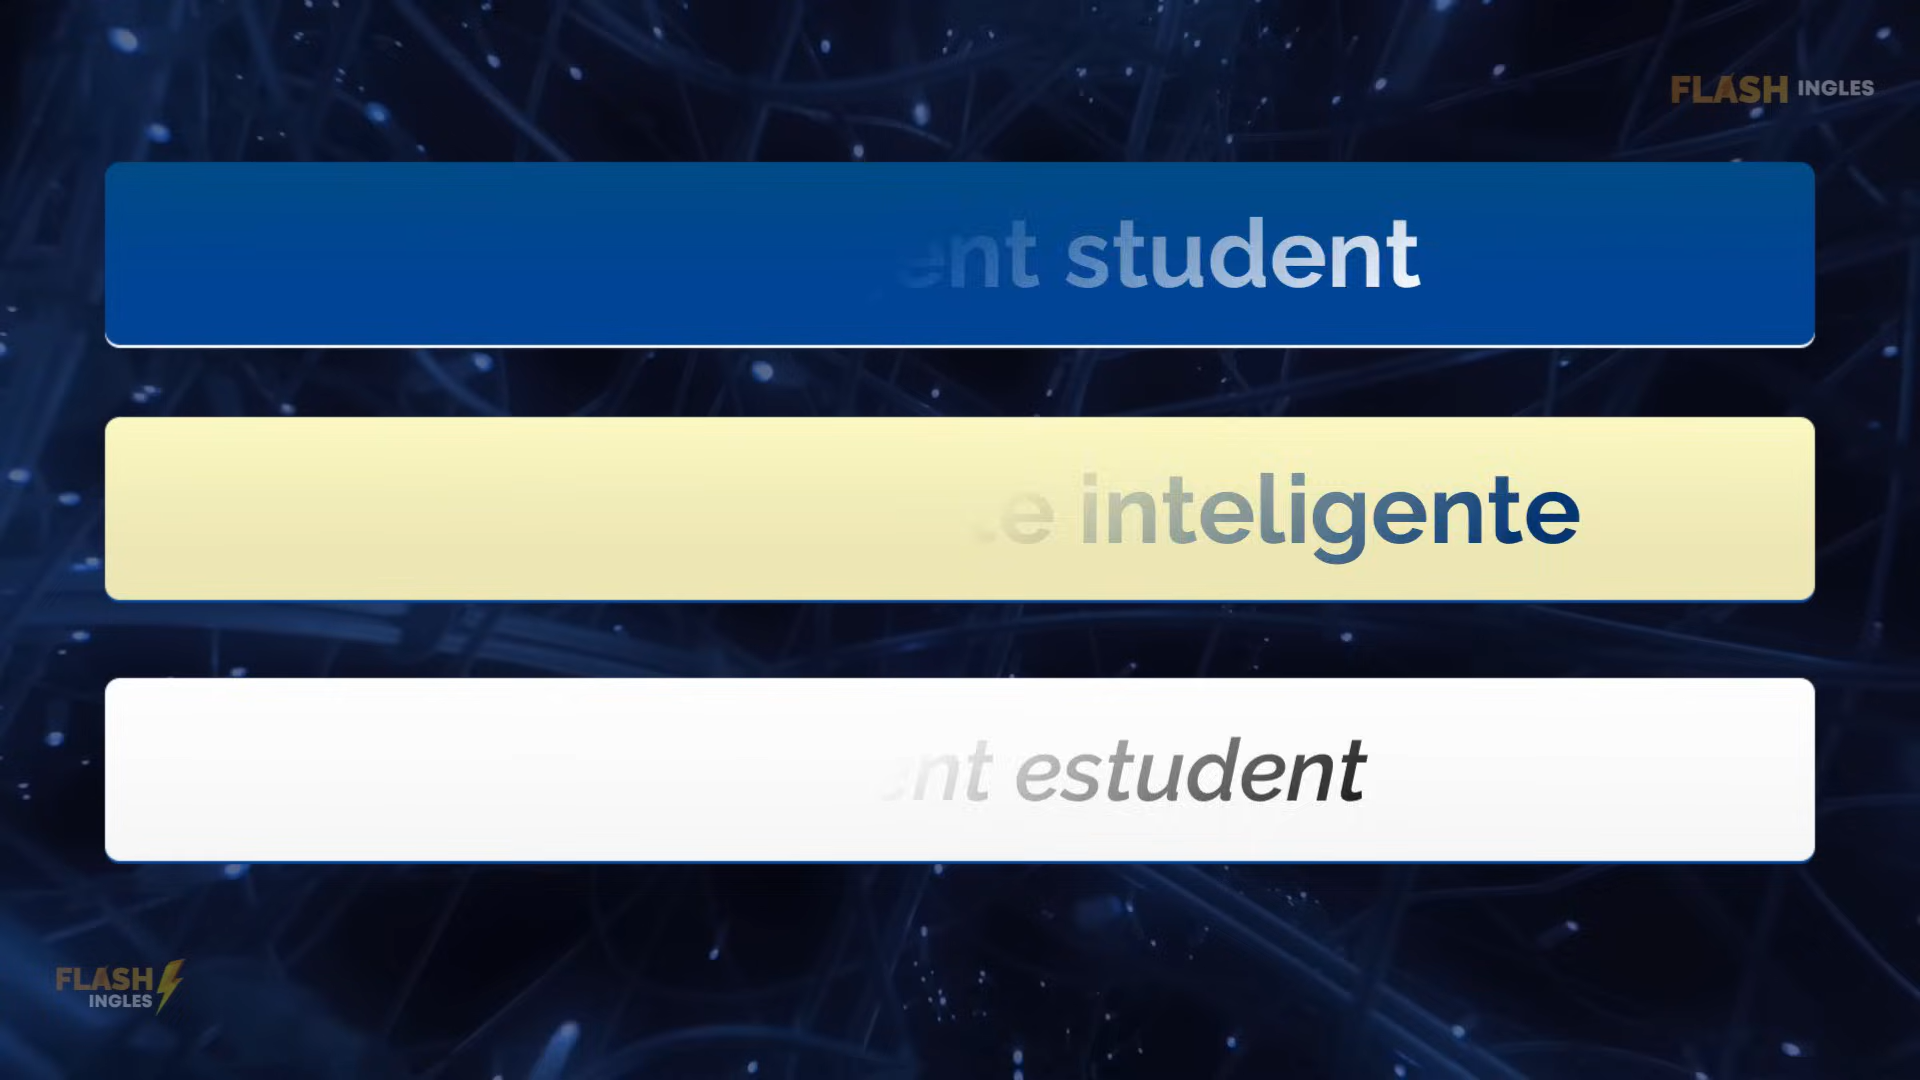 FLASH INGLES
student
inteligente
estudent
FLASH
INGLES